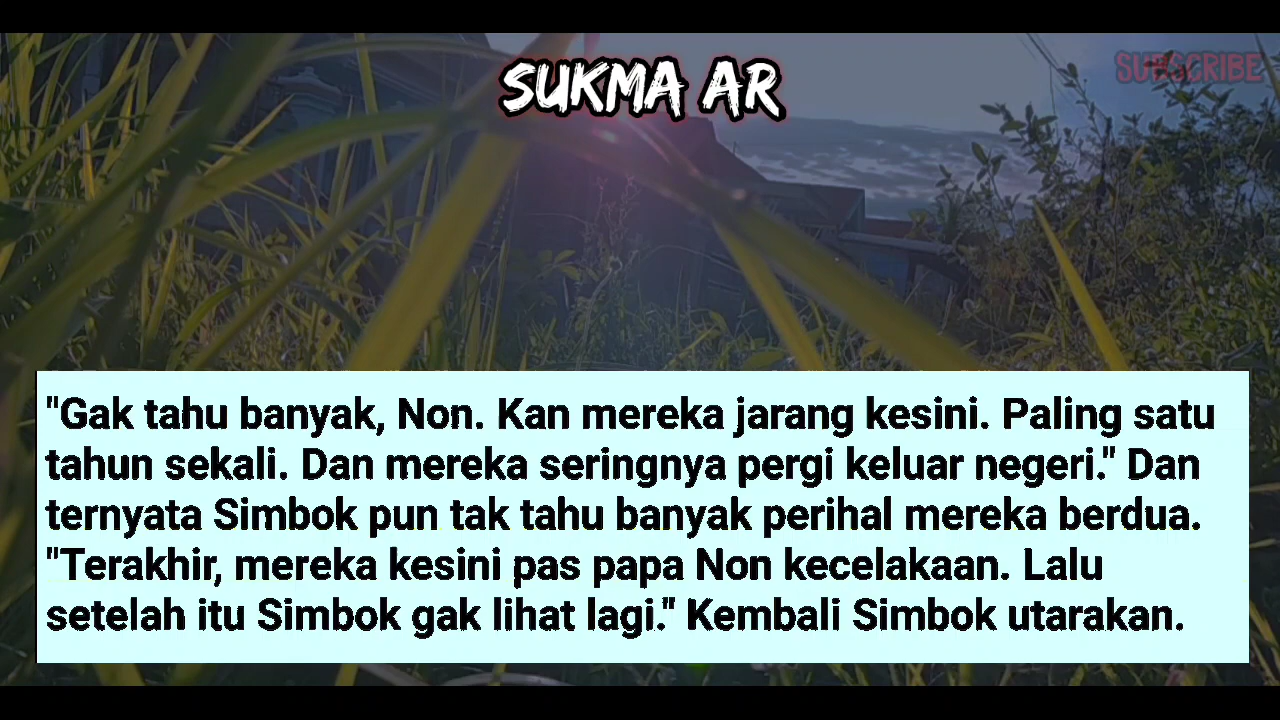 SUKMA AR
SUBSCRIBE
"Gak tahu banyak, Non. Kan mereka jarang kesini. Paling satu
tahun sekali. Dan mereka seringnya pergi keluar negeri." Dan
ternyata Simbok pun tak tahu banyak perihal mereka berdua.
"Terakhir, mereka kesini pas papa Non kecelakaan. Lalu
setelah itu Simbok gak lihat lagi." Kembali Simbok utarakan.